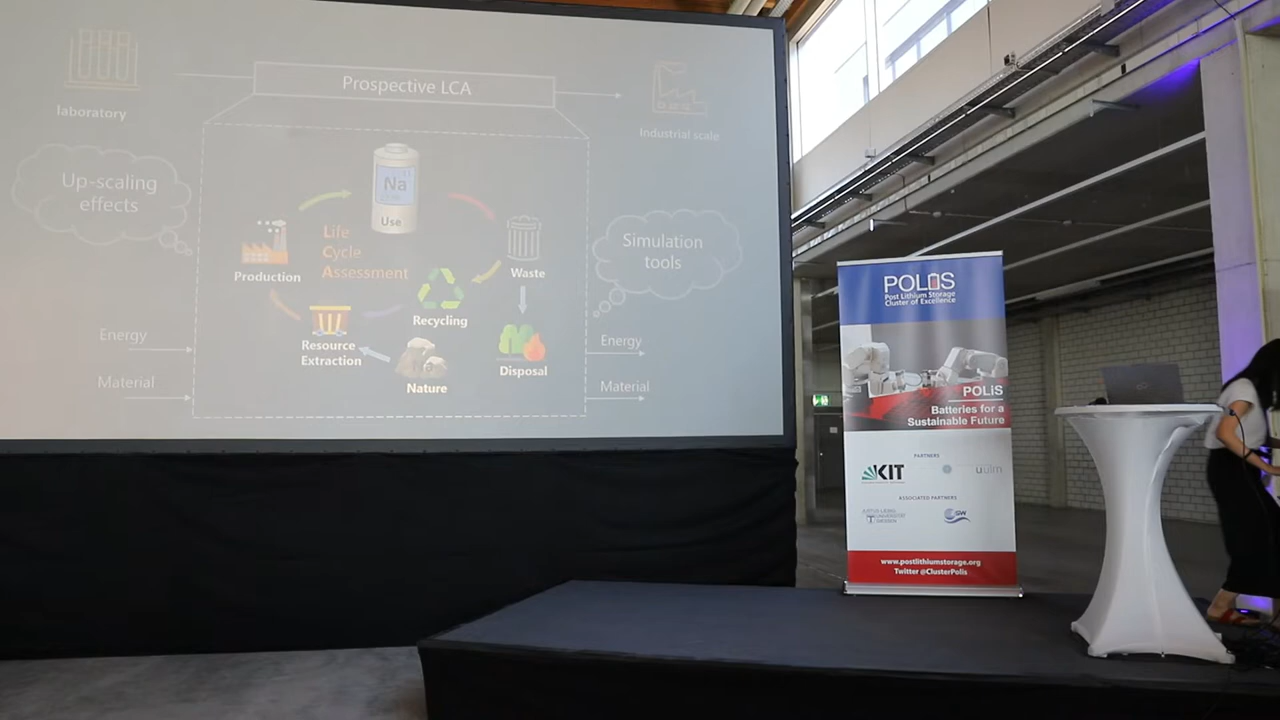 Prospective LCA
laboratory
Industrial scale
Up-scaling
effects
Na
Use
Life
Cycle
Assessment
Production
Waste
Simulation
tools
Recycling
Resource
Extraction
Nature
Disposal
Energy
Material
Energy
Material
POLiS
Post Lithium Storage
Cluster of Excellence
POLiS
Batteries for a
Sustainable Future
PARTNERS
KIT
uulm
ASSOCIATED PARTNERS
ZSW
www.postlithiumstorage.org
Twitter @ClusterPolis